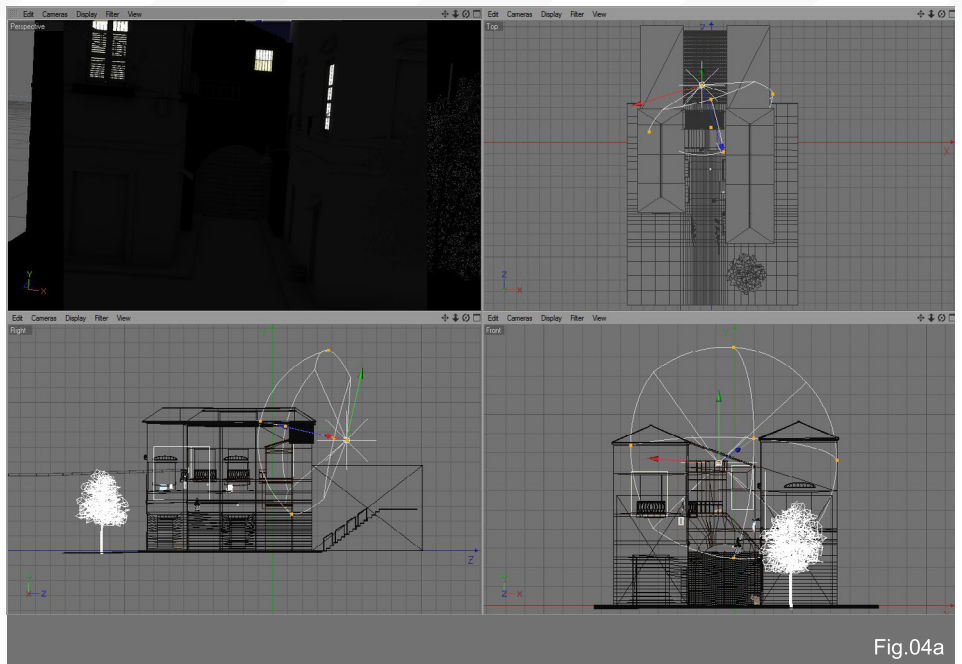 Edit Cameras Display Filter View
Perspective
Y
X
Edit Cameras Display Filter View
Top
Z
X
Z
X
Edit Cameras Display Filter View
Right
Z
Y
X Z
Edit Cameras Display Filter View
Front
Y
Z X
Fig.04a